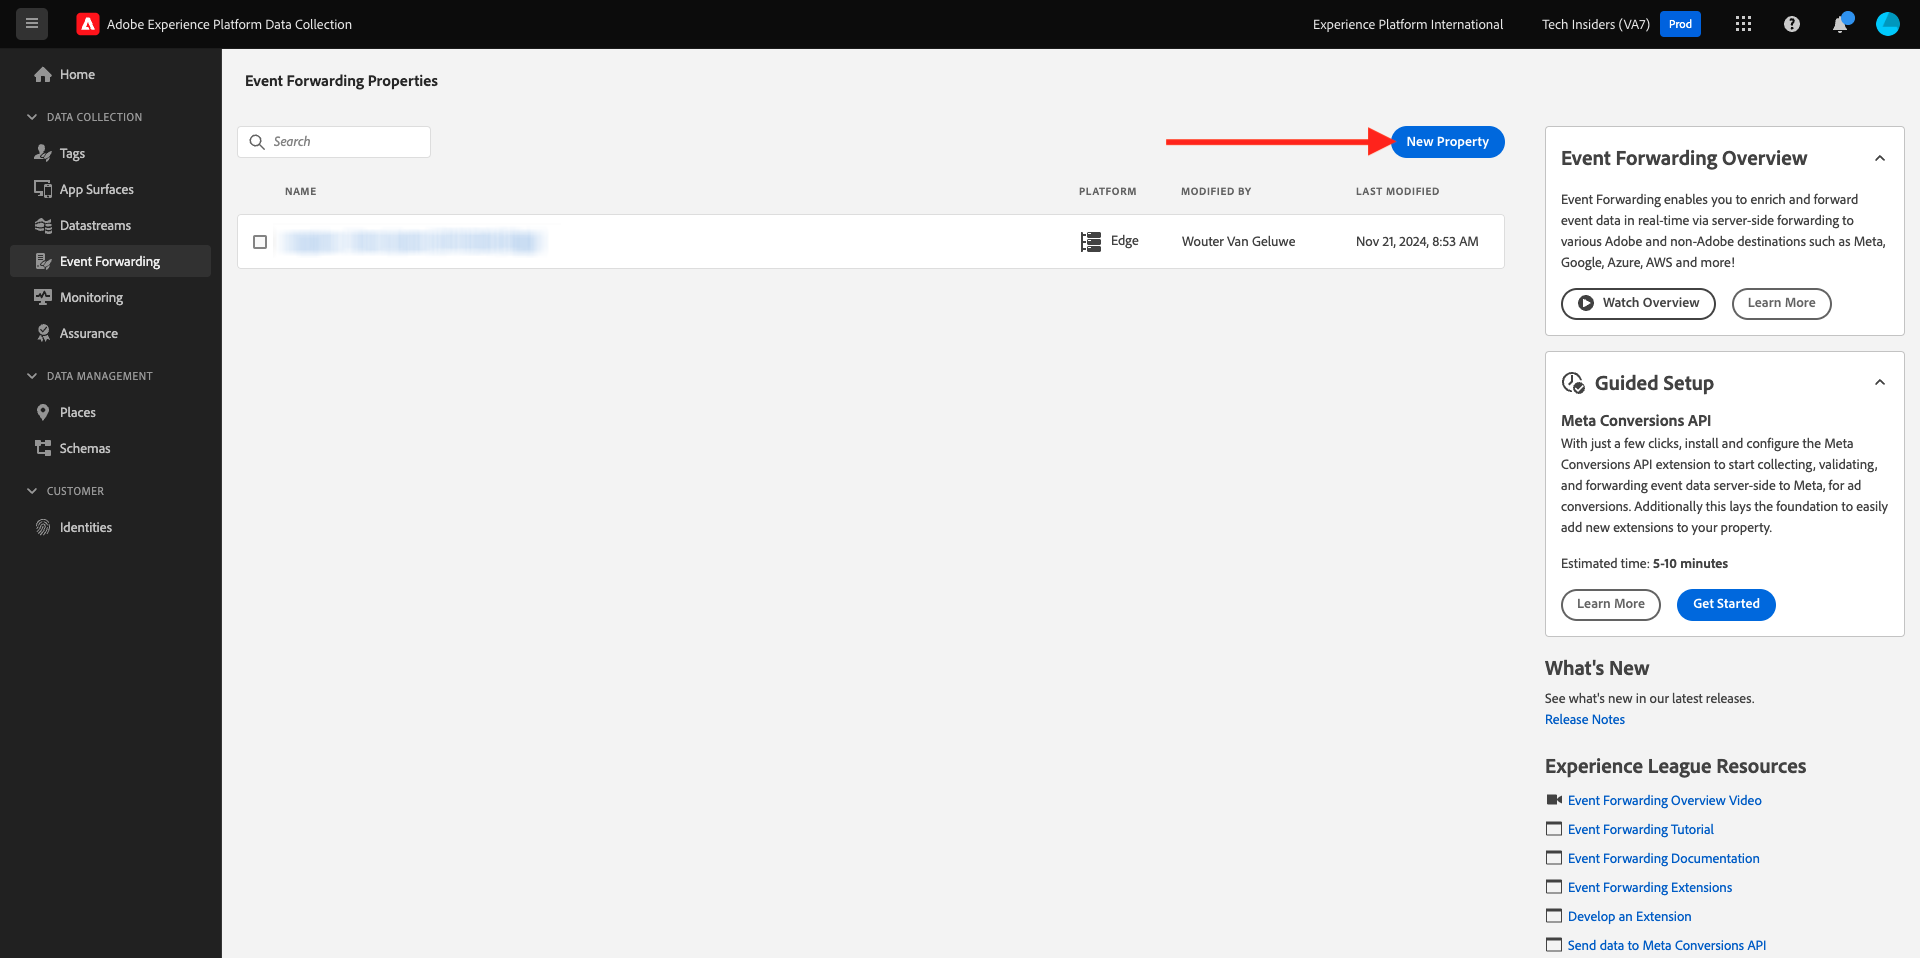 Adobe Experience Platform Data Collection
Experience Platform International
Tech Insiders (VA7)
Prod
Home
DATA COLLECTION
Tags
App Surfaces
Datastreams
Event Forwarding
Monitoring
Assurance
DATA MANAGEMENT
Places
Schemas
CUSTOMER
Identities
Event Forwarding Properties
Search
New Property
NAME
PLATFORM
MODIFIED BY
LAST MODIFIED
Edge
Wouter Van Geluwe
Nov 21, 2024, 8:53 AM
Event Forwarding Overview
Event Forwarding enables you to enrich and forward
event data in real-time via server-side forwarding to
various Adobe and non-Adobe destinations such as Meta,
Google, Azure, AWS and more!
Watch Overview
Learn More
Guided Setup
Meta Conversions API
With just a few clicks, install and configure the Meta
Conversions API extension to start collecting, validating,
and forwarding event data server-side to Meta, for ad
conversions. Additionally this lays the foundation to easily
add new extensions to your property.
Estimated time: 5-10 minutes
Learn More
Get Started
What's New
See what's new in our latest releases.
Release Notes
Experience League Resources
Event Forwarding Overview Video
Event Forwarding Tutorial
Event Forwarding Documentation
Event Forwarding Extensions
Develop an Extension
Send data to Meta Conversions API